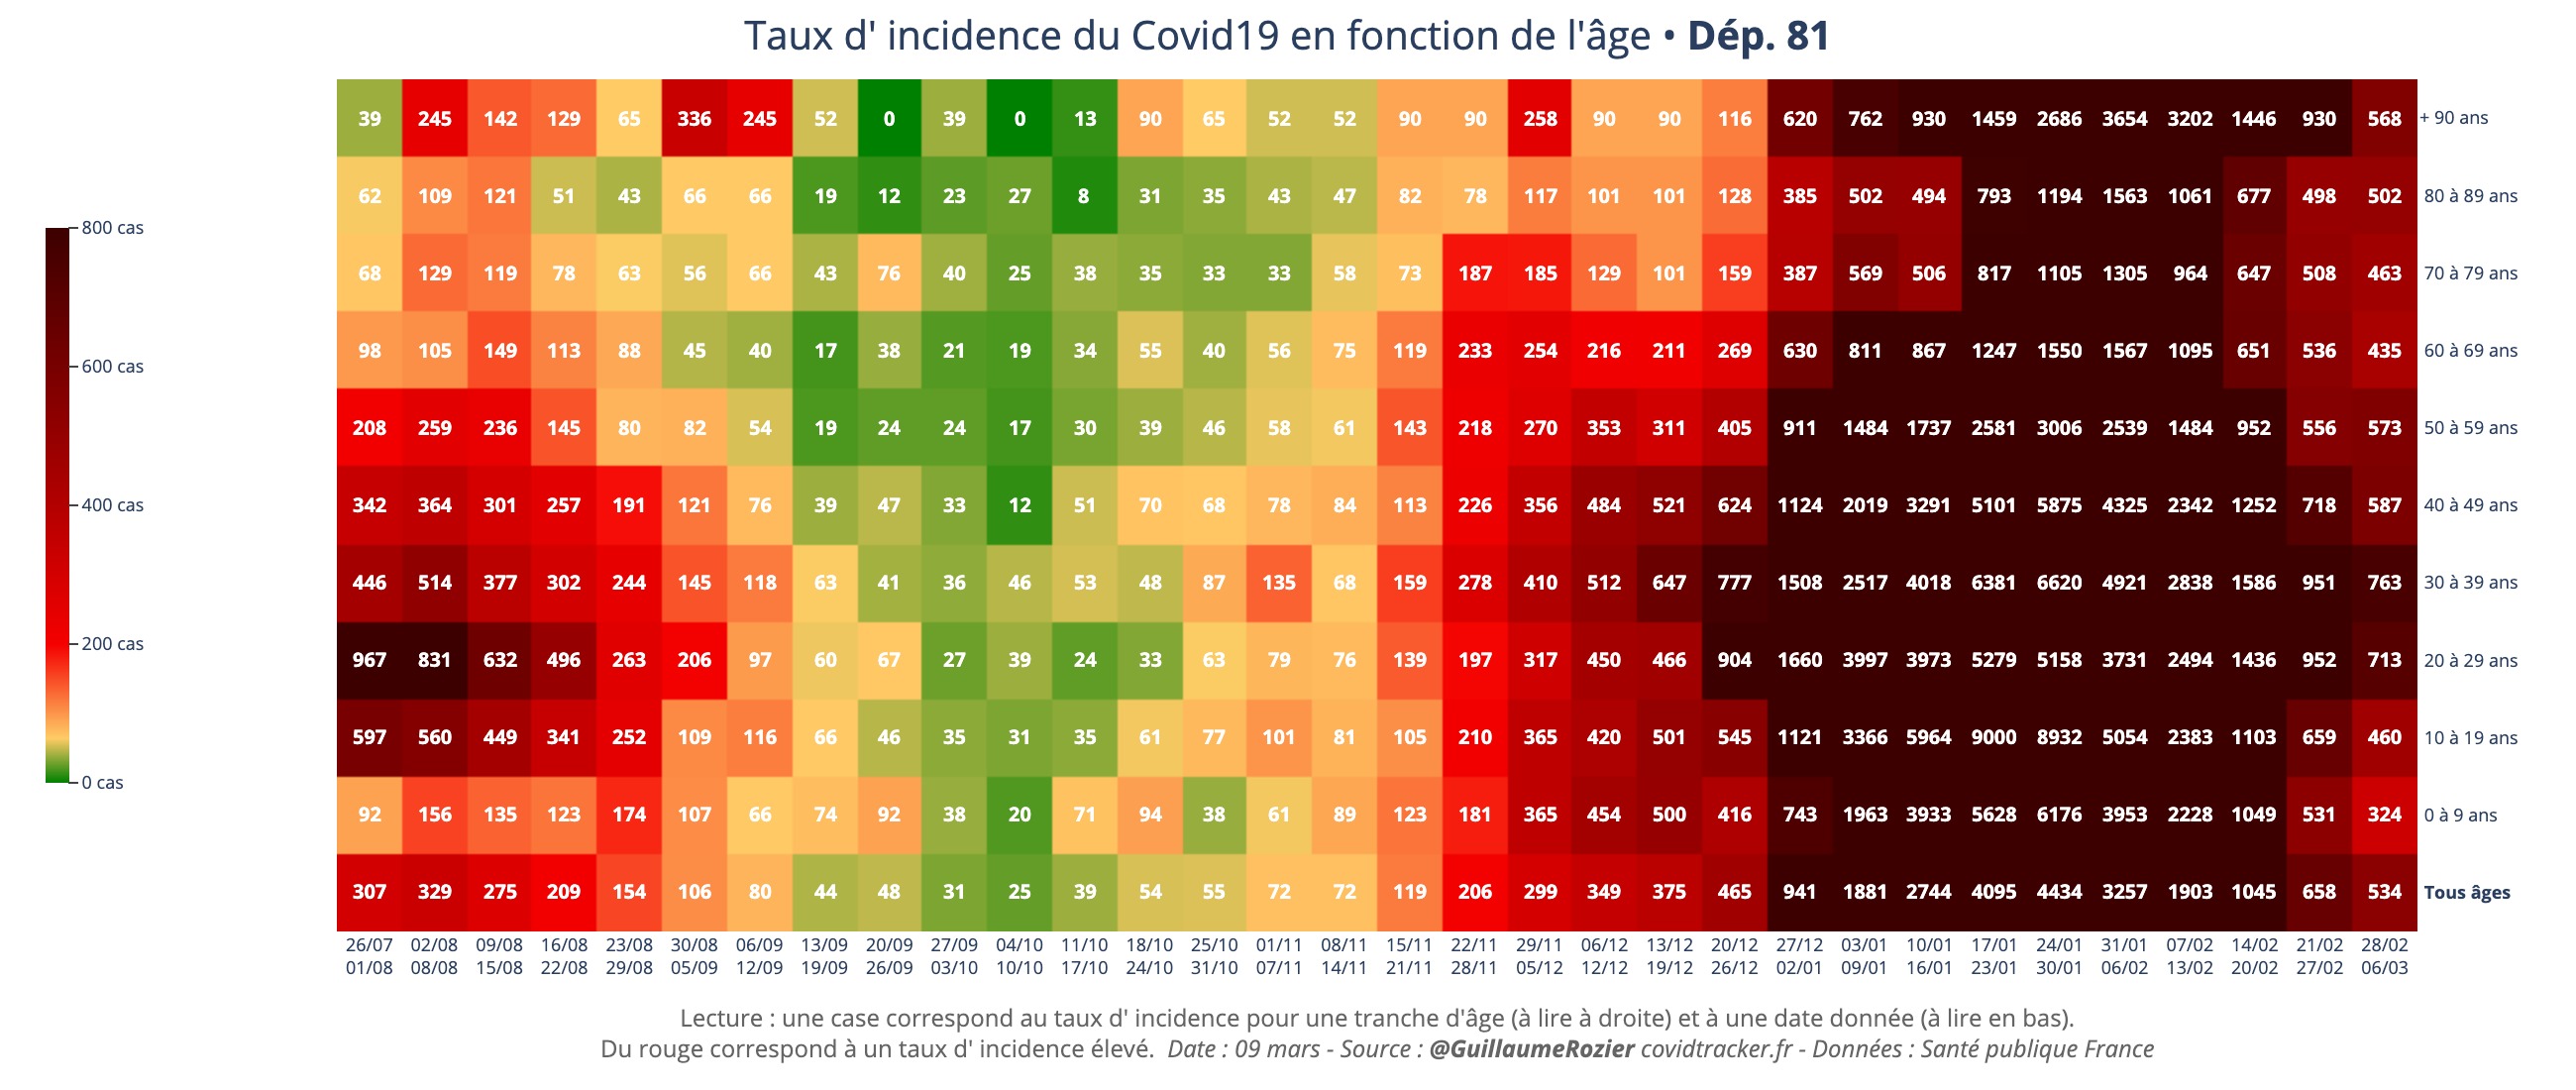 Taux d' incidence du Covid19 en fonction de l'âge • Dép. 81
39 245 142 129 65 336 245 52 0 39 0 13 90 65 52 52 90 90 258 90 90 116 620 762 930 1459 2686 3654 3202 1446 930 568 + 90 ans
62 109 121 51 43 66 66 19 12 23 27 8 31 35 43 47 82 78 117 101 101 128 385 502 494 793 1194 1563 1061 677 498 502 80 à 89 ans
800 cas
68 129 119 78 63 56 66 43 76 40 25 38 35 33 33 58 73 187 185 129 101 159 387 569 506 817 1105 1305 964 647 508 463 70 à 79 ans
98 105 149 113 88 45 40 17 38 21 19 34 55 40 56 75 119 233 254 216 211 269 630 811 867 1247 1550 1567 1095 651 536 435 60 à 69 ans
600 cas
208 259 236 145 80 82 54 19 24 24 17 30 39 46 58 61 143 218 270 353 311 405 911 1484 1737 2581 3006 2539 1484 952 556 573 50 à 59 ans
400 cas
342 364 301 257 191 121 76 39 47 33 12 51 70 68 78 84 113 226 356 484 521 624 1124 2019 3291 5101 5875 4325 2342 1252 718 587 40 à 49 ans
446 514 377 302 244 145 118 63 41 36 46 53 48 87 135 68 159 278 410 512 647 777 1508 2517 4018 6381 6620 4921 2838 1586 951 763 30 à 39 ans
200 cas
967 831 632 496 263 206 97 60 67 27 39 24 33 63 79 76 139 197 317 450 466 904 1660 3997 3973 5279 5158 3731 2494 1436 952 713 20 à 29 ans
597 560 449 341 252 109 116 66 46 35 31 35 61 77 101 81 105 210 365 420 501 545 1121 3366 5964 9000 8932 5054 2383 1103 659 460 10 à 19 ans
0 cas
92 156 135 123 174 107 66 74 92 38 20 71 94 38 61 89 123 181 365 454 500 416 743 1963 3933 5628 6176 3953 2228 1049 531 324 0 à 9 ans
307 329 275 209 154 106 80 44 48 31 25 39 54 55 72 72 119 206 299 349 375 465 941 1881 2744 4095 4434 3257 1903 1045 658 534 Tous âges
26/07 02/08 09/08 16/08 23/08 30/08 06/09 13/09 20/09 27/09 04/10 11/10 18/10 25/10 01/11 08/11 15/11 22/11 29/11 06/12 13/12 20/12 27/12 03/01 10/01 17/01 24/01 31/01 07/02 14/02 21/02 28/02
01/08 08/08 15/08 22/08 29/08 05/09 12/09 19/09 26/09 03/10 10/10 17/10 24/10 31/10 07/11 14/11 21/11 28/11 05/12 12/12 19/12 26/12 02/01 09/01 16/01 23/01 30/01 06/02 13/02 20/02 27/02 06/03
Lecture : une case correspond au taux d' incidence pour une tranche d'âge (à lire à droite) et à une date donnée (à lire en bas).
Du rouge correspond à un taux d' incidence élevé. Date : 09 mars - Source : @GuillaumeRozier covidtracker.fr - Données : Santé publique France